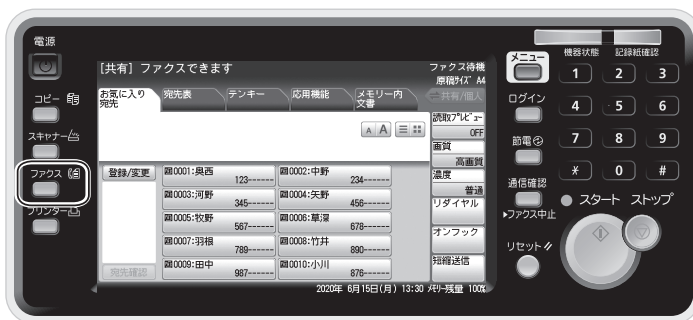 電源
コピー
スキャナー
ファクス
プリンター
[共有] ファクスできます
ファクス待機
原稿ｻｲｽﾞ A4
お気に入り
宛先
宛先表
テンキー
応用機能
メモリー内
文書
共有/個人
A A
読取ﾌﾟﾚﾋﾞｭｰ
OFF
画質
高画質
濃度
普通
リダイヤル
オンフック
短縮送信
登録/変更
0001:奥西
123------
0002:中野
234------
0003:河野
345------
0004:矢野
456------
0005:牧野
567------
0006:草深
678------
0007:羽根
789------
0008:竹井
890------
0009:田中
987------
0010:小川
876------
宛先確認
2020年 6月15日(月) 13:30 ﾒﾓﾘｰ残量 100%
メニュー
ログイン
節電
通信確認
▶ファクス中止
リセット
機器状態 記録紙確認
1 2 3
4 5 6
7 8 9
* 0 #
スタート ストップ